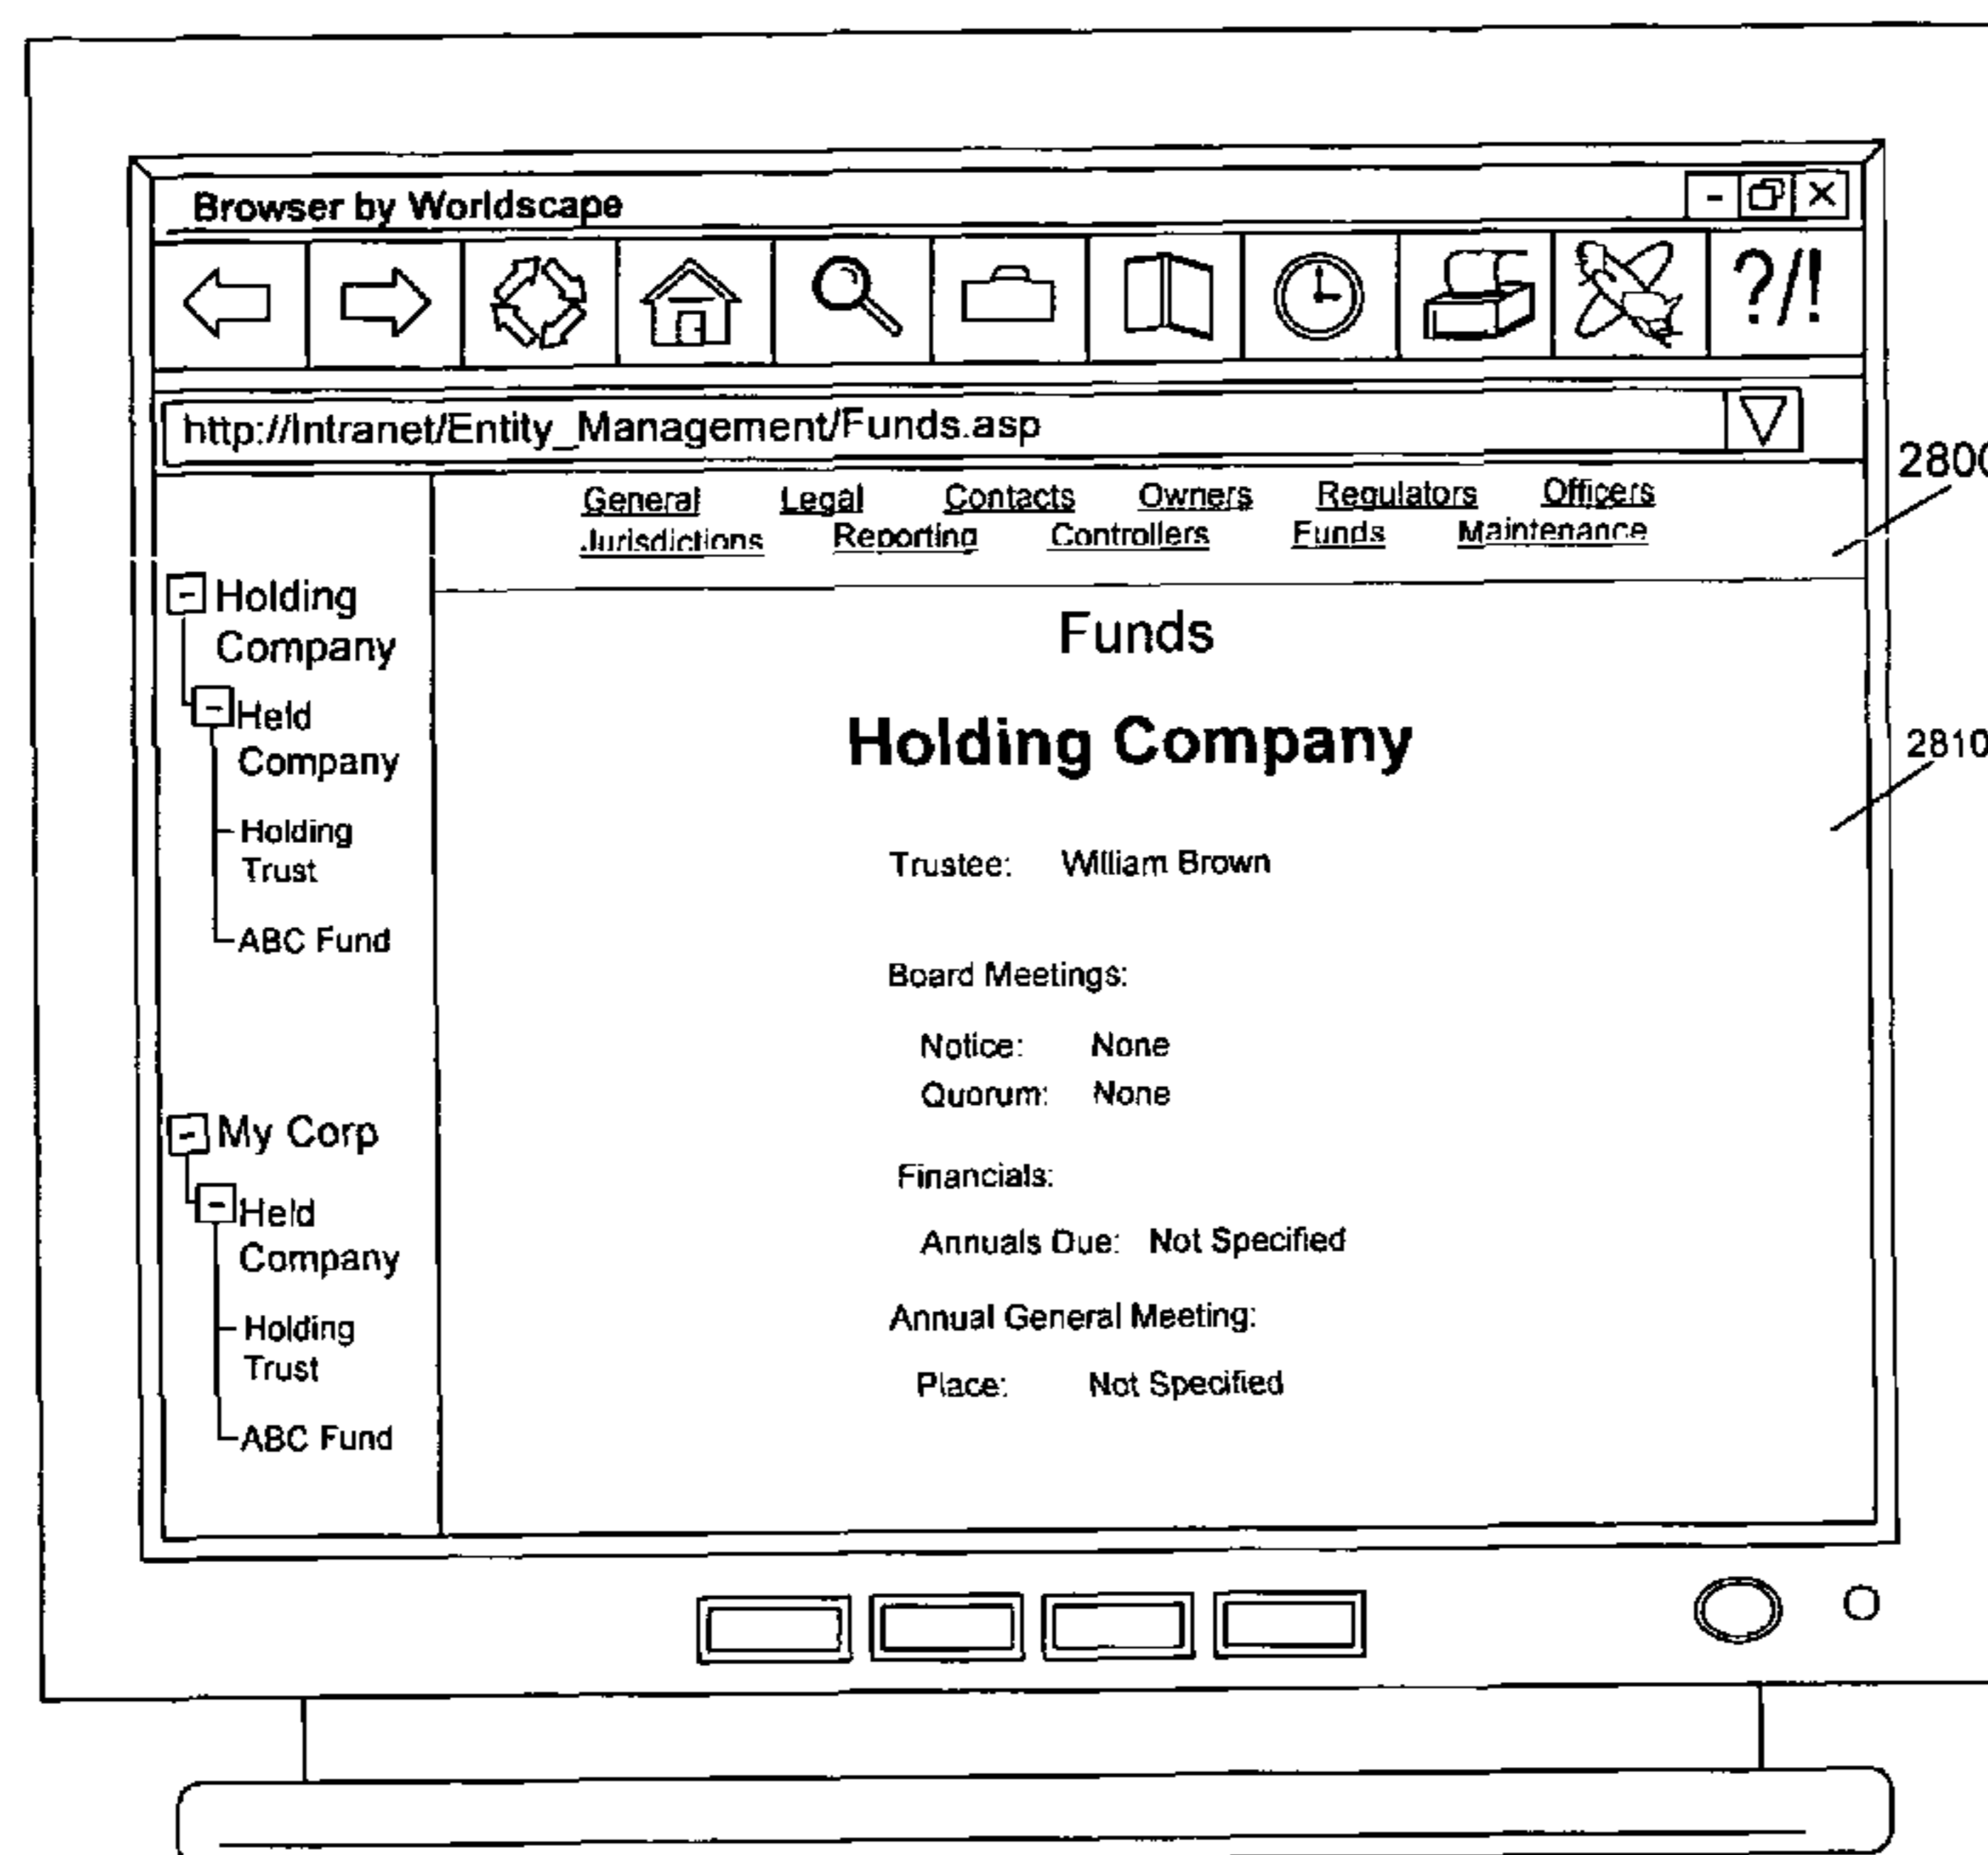 Browser by Worldscape
?/!
http://Intranet/Entity_Management/Funds.asp
2800
General Legal Contacts Owners Regulators Officers
Jurisdictions Reporting Controllers Funds Maintenance
Holding
Company
Held
Company
Holding
Trust
ABC Fund
My Corp
Held
Company
Holding
Trust
ABC Fund
Funds
Holding Company
2810
Trustee: William Brown
Board Meetings:
Notice: None
Quorum: None
Financials:
Annuals Due: Not Specified
Annual General Meeting:
Place: Not Specified